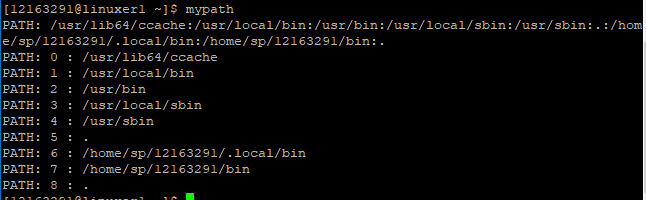 [12163291@linuxer1 ~]$ mypath
PATH: /usr/lib64/ccache:/usr/local/bin:/usr/bin:/usr/local/sbin:/usr/sbin:.:/hom
e/sp/12163291/.local/bin:/home/sp/12163291/bin:.
PATH: 0 : /usr/lib64/ccache
PATH: 1 : /usr/local/bin
PATH: 2 : /usr/bin
PATH: 3 : /usr/local/sbin
PATH: 4 : /usr/sbin
PATH: 5 : .
PATH: 6 : /home/sp/12163291/.local/bin
PATH: 7 : /home/sp/12163291/bin
PATH: 8 : .
[12163291@linuxer1 ~]$